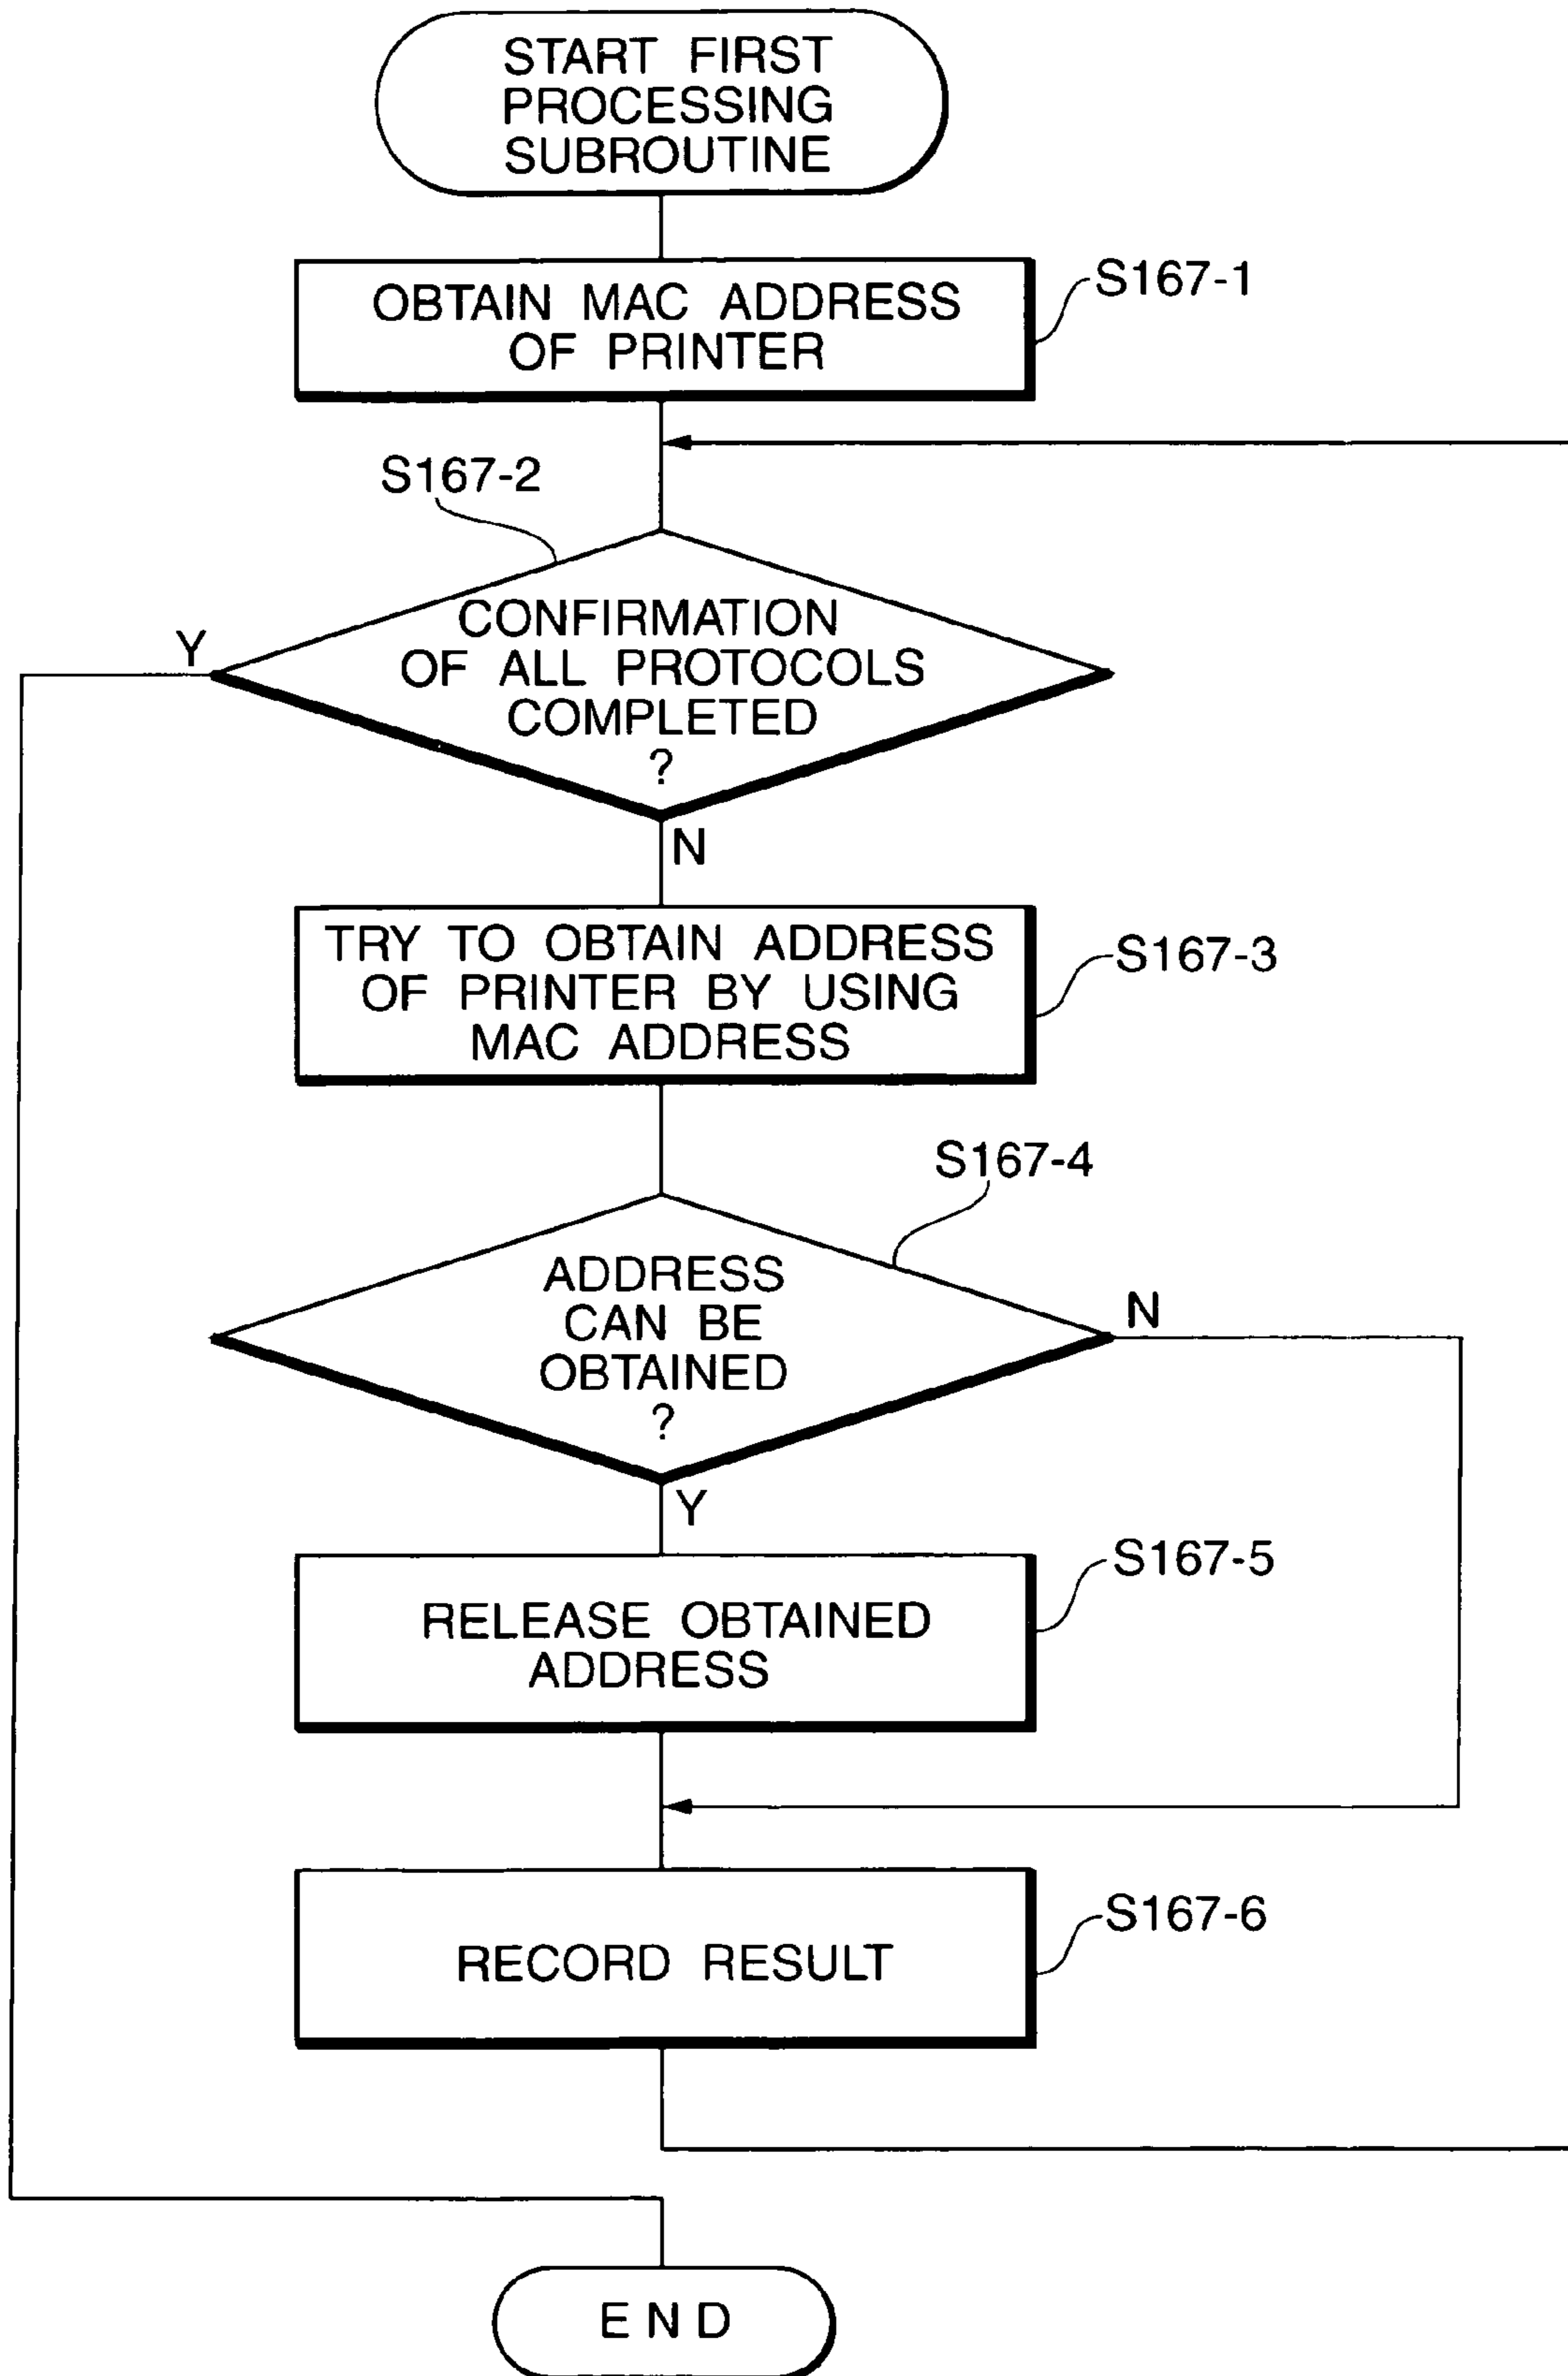 START FIRST
PROCESSING
SUBROUTINE
OBTAIN MAC ADDRESS
OF PRINTER
S167-1
S167-2
CONFIRMATION
OF ALL PROTOCOLS
COMPLETED
?
Y
N
TRY TO OBTAIN ADDRESS
OF PRINTER BY USING
MAC ADDRESS
S167-3
S167-4
ADDRESS
CAN BE
OBTAINED
?
N
Y
RELEASE OBTAINED
ADDRESS
S167-5
RECORD RESULT
S167-6
END